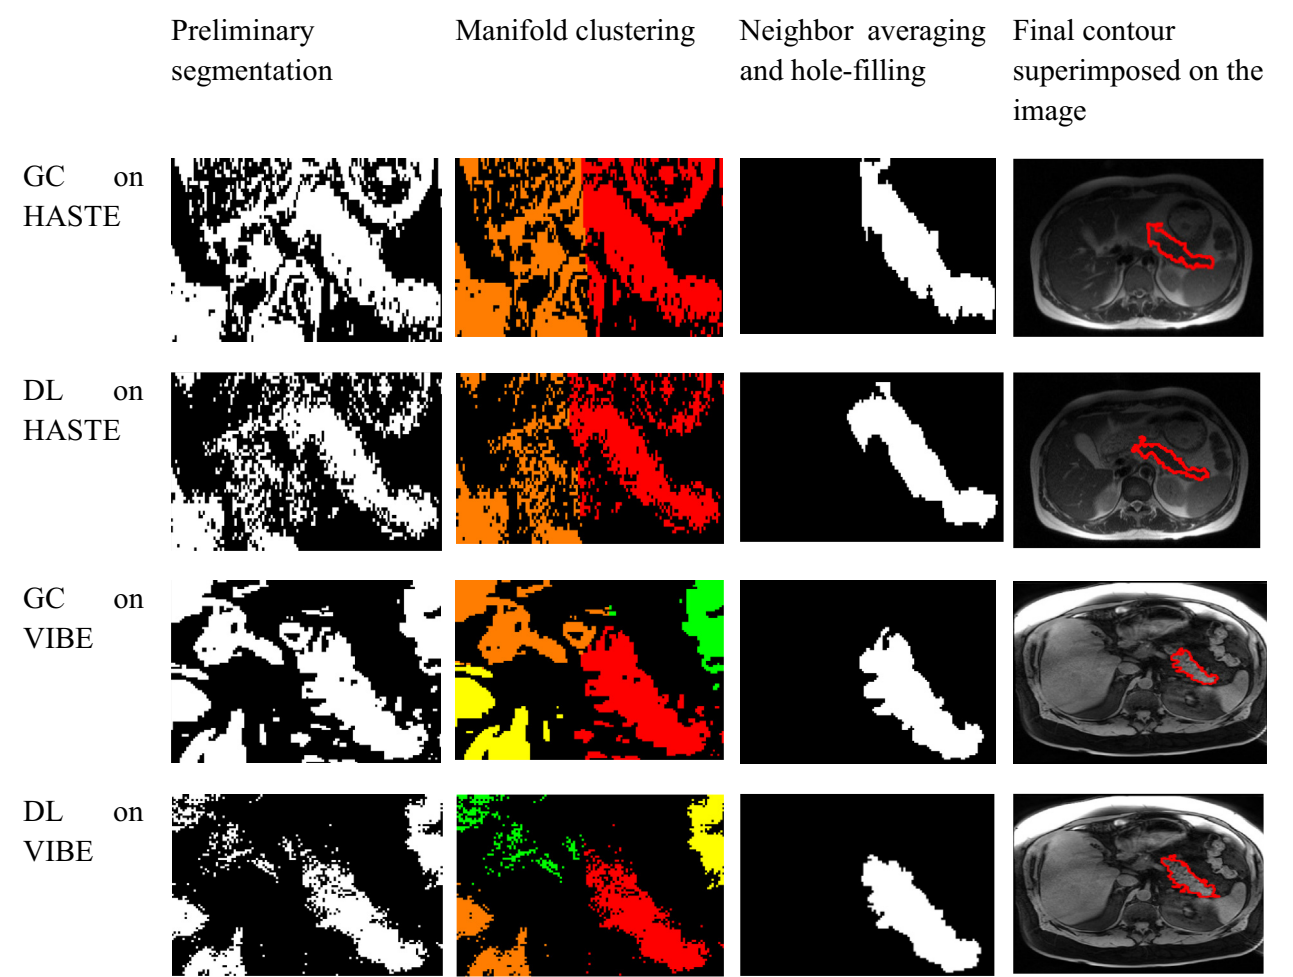 Preliminary
segmentation
Manifold clustering
Neighbor averaging
and hole-filling
Final contour
superimposed on the
image
GC on
HASTE
DL on
HASTE
GC on
VIBE
DL on
VIBE